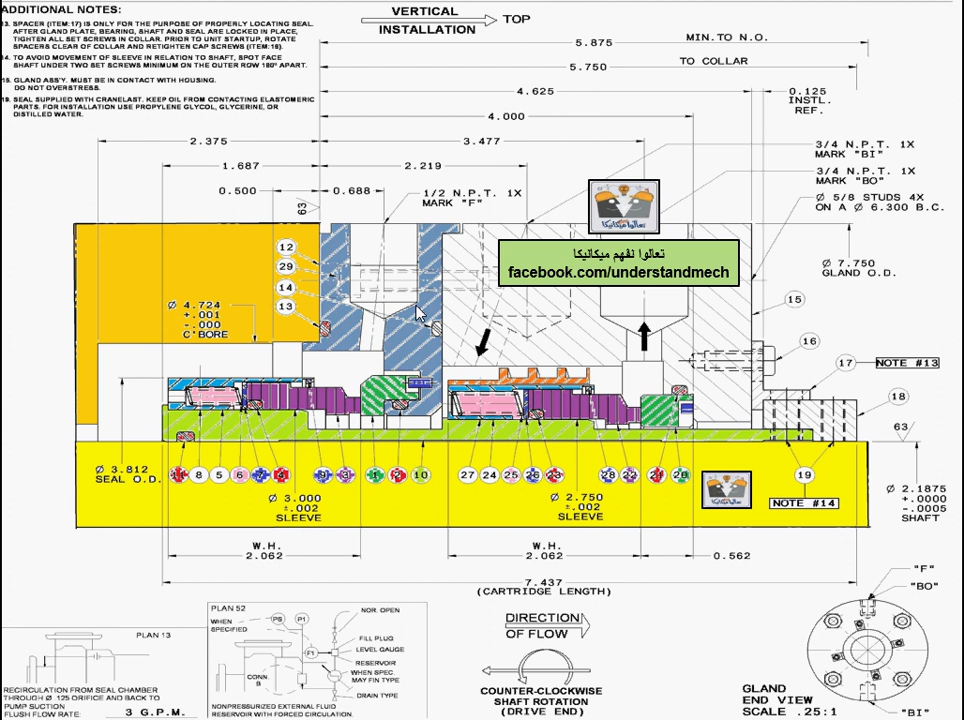 ADDITIONAL NOTES:
13. SPACER (ITEM:17) IS ONLY FOR THE PURPOSE OF PROPERLY LOCATING SEAL.
AFTER GLAND PLATE, BEARING, SHAFT AND SEAL ARE LOCKED IN PLACE,
TIGHTEN ALL SET SCREWS IN COLLAR. PRIOR TO UNIT STARTUP, ROTATE
SPACERS CLEAR OF COLLAR AND RETIGHTEN CAP SCREWS (ITEM:16).
14. TO AVOID MOVEMENT OF SLEEVE IN RELATION TO SHAFT, SPOT FACE
SHAFT UNDER TWO SET SCREWS MINIMUM ON THE OUTER ROW 180° APART.
GLAND ASS'Y. MUST BE IN CONTACT WITH HOUSING.
DO NOT OVERSTRESS.
SEAL SUPPLIED WITH CRANELAST. KEEP OIL FROM CONTACTING ELASTOMERIC
PARTS. FOR INSTALLATION USE PROPYLENE GLYCOL, GLYCERINE, OR
DISTILLED WATER.
VERTICAL
INSTALLATION
TOP
5.875 MIN.TO N.O.
5.750 TO COLLAR
4.625
0.125
INSTL.
REF.
4.000
2.375
3.477
1.687
2.219
0.500
0.688
63
1/2 N.P.T. 1X
MARK "F"
3/4 N.P.T. 1X
MARK "BI"
3/4 N.P.T. 1X
MARK "BO"
Ø 5/8 STUDS 4X
ON A Ø 6.300 B.C.
Ø 7.750
GLAND O.D.
تعالوا نفهم ميكانيكا
facebook.com/understandmech
12
29
14
13
Ø 4.724
+.001
-.000
C'BORE
15
16
17
NOTE #13
18
63
Ø 3.812
SEAL O.D.
8
5
6
10
27
24
25
19
NOTE #14
Ø 3.000
±.002
SLEEVE
Ø 2.750
±.002
SLEEVE
Ø 2.1875
+.0000
-.0005
SHAFT
W.H.
2.062
W.H.
2.062
0.562
7.437
(CARTRIDGE LENGTH)
PLAN 13
RECIRCULATION FROM SEAL CHAMBER
THROUGH Ø .125 ORIFICE AND BACK TO
PUMP SUCTION
FLUSH FLOW RATE: 3 G.P.M.
PLAN 52
WHEN
SPECIFIED
PS
P1
F1
NOR. OPEN
FILL PLUG
LEVEL GAUGE
RESERVOIR
WHEN SPEC
MAY FIN TYPE
DRAIN TYPE
CONN.
B
NONPRESSURIZED EXTERNAL FLUID
RESERVOIR WITH FORCED CIRCULATION.
DIRECTION
OF FLOW
COUNTER-CLOCKWISE
SHAFT ROTATION
(DRIVE END)
GLAND
END VIEW
SCALE .25:1
"F"
"BO"
"BI"